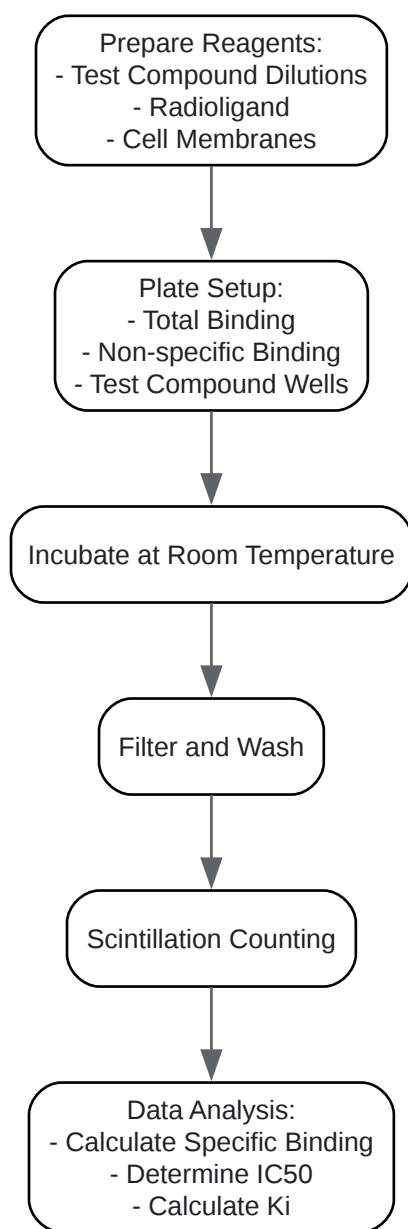 Prepare Reagents:
- Test Compound Dilutions
- Radioligand
- Cell Membranes
Plate Setup:
- Total Binding
- Non-specific Binding
- Test Compound Wells
Incubate at Room Temperature
Filter and Wash
Scintillation Counting
Data Analysis:
- Calculate Specific Binding
- Determine IC50
- Calculate Ki